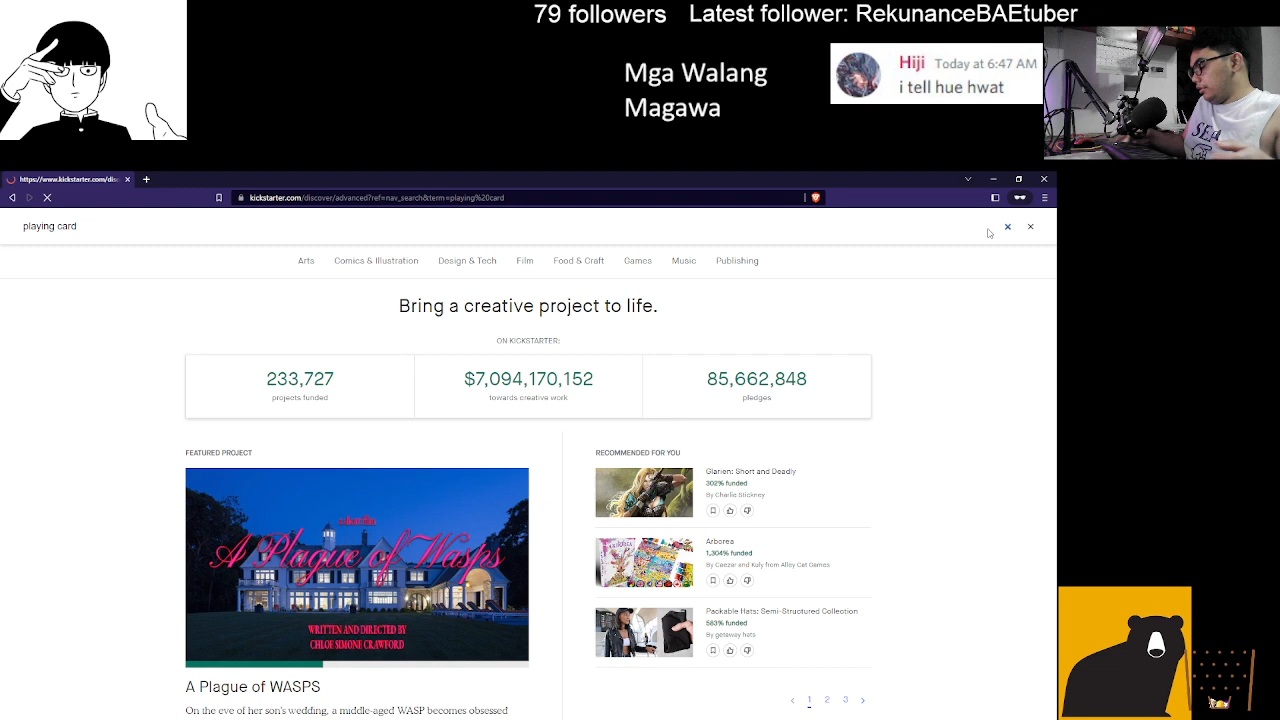 79 followers
Latest follower: RekunanceBAEtuber
Mga Walang
Magawa
Hiji Today at 6:47 AM
i tell hue hwat
https://www.kickstarter.com/disc
kickstarter.com/discover/advanced?ref=nav_search&term=playing%20card
playing card
Arts
Comics & Illustration
Design & Tech
Film
Food & Craft
Games
Music
Publishing
Bring a creative project to life.
ON KICKSTARTER:
233,727
projects funded
$7,094,170,152
towards creative work
85,662,848
pledges
FEATURED PROJECT
A Plague of Wasps
WRITTEN AND DIRECTED BY
CHLOE SIMONE CRAWFORD
A Plague of WASPS
On the eve of her son's wedding, a middle-aged WASP becomes obsessed
RECOMMENDED FOR YOU
Glarien: Short and Deadly
302% funded
By Charlie Stickney
Arborea
1,304% funded
By Ceezar and Kuly from Alley Cat Games
Packable Hats: Semi-Structured Collection
583% funded
By getaway hats
1 2 3